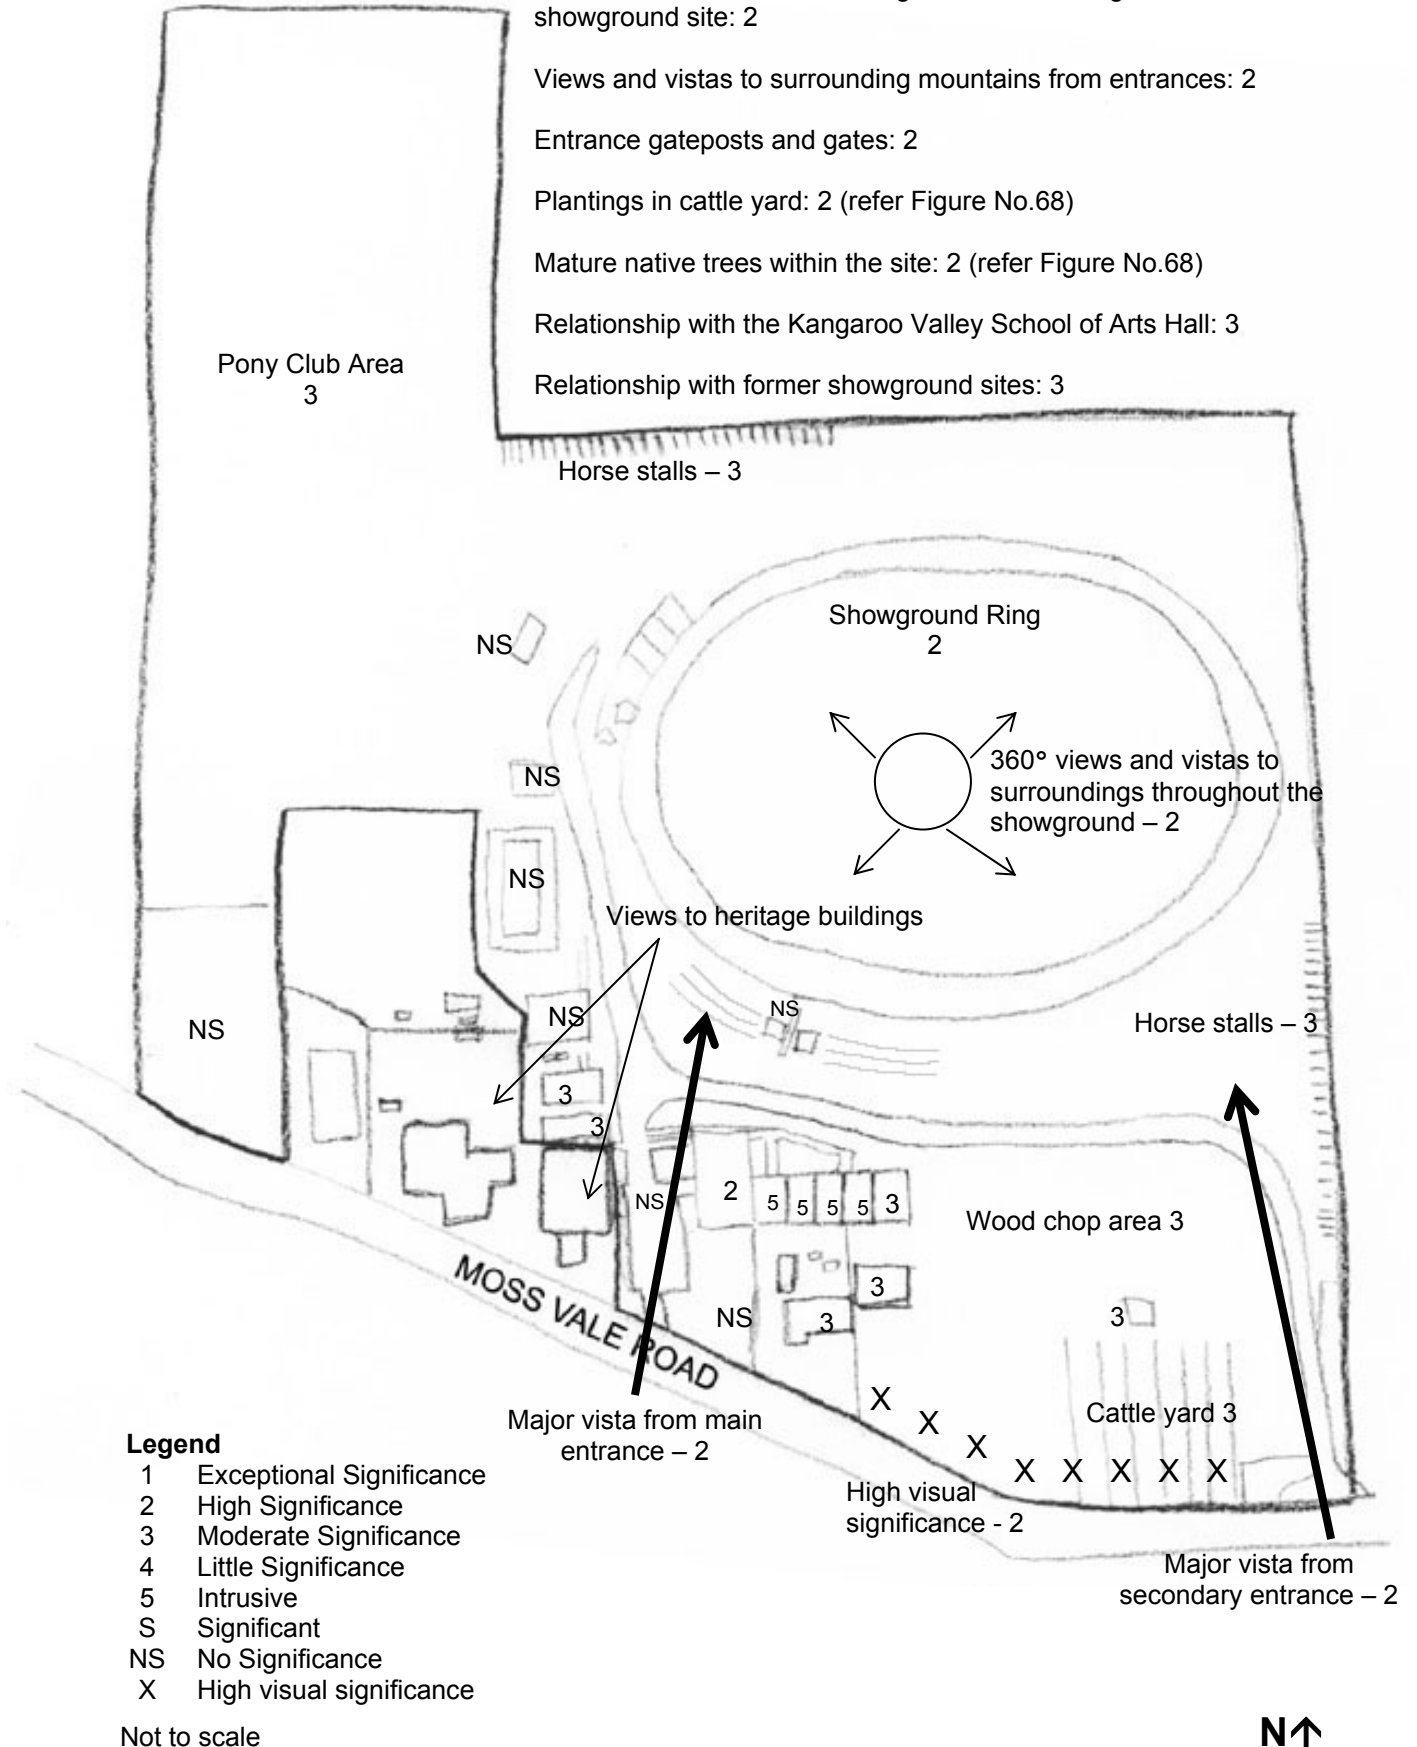 showground site: 2
Views and vistas to surrounding mountains from entrances: 2
Entrance gateposts and gates: 2
Plantings in cattle yard: 2 (refer Figure No.68)
Mature native trees within the site: 2 (refer Figure No.68)
Relationship with the Kangaroo Valley School of Arts Hall: 3
Relationship with former showground sites: 3
Pony Club Area
3
Horse stalls – 3
Showground Ring
2
NS
360° views and vistas to
surroundings throughout the
showground – 2
NS
NS
Views to heritage buildings
NS
NS
NS
Horse stalls – 3
3
3
NS
2
5 5 5 5 3
Wood chop area 3
3
3
NS
3
MOSS VALE ROAD
Cattle yard 3
X X X X X X X X
Major vista from main
entrance – 2
High visual
significance - 2
Major vista from
secondary entrance – 2
Legend
1 Exceptional Significance
2 High Significance
3 Moderate Significance
4 Little Significance
5 Intrusive
S Significant
NS No Significance
X High visual significance
Not to scale
N